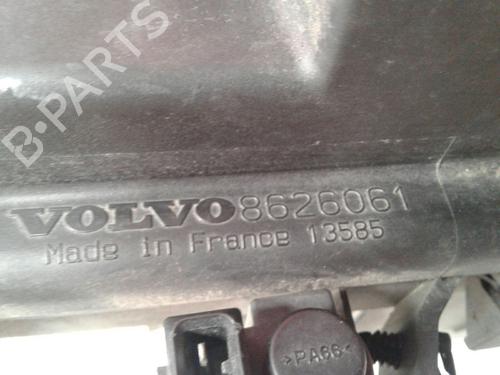 B-PARTS
VOLVO 8626061
Made in France 13585
>PA66<